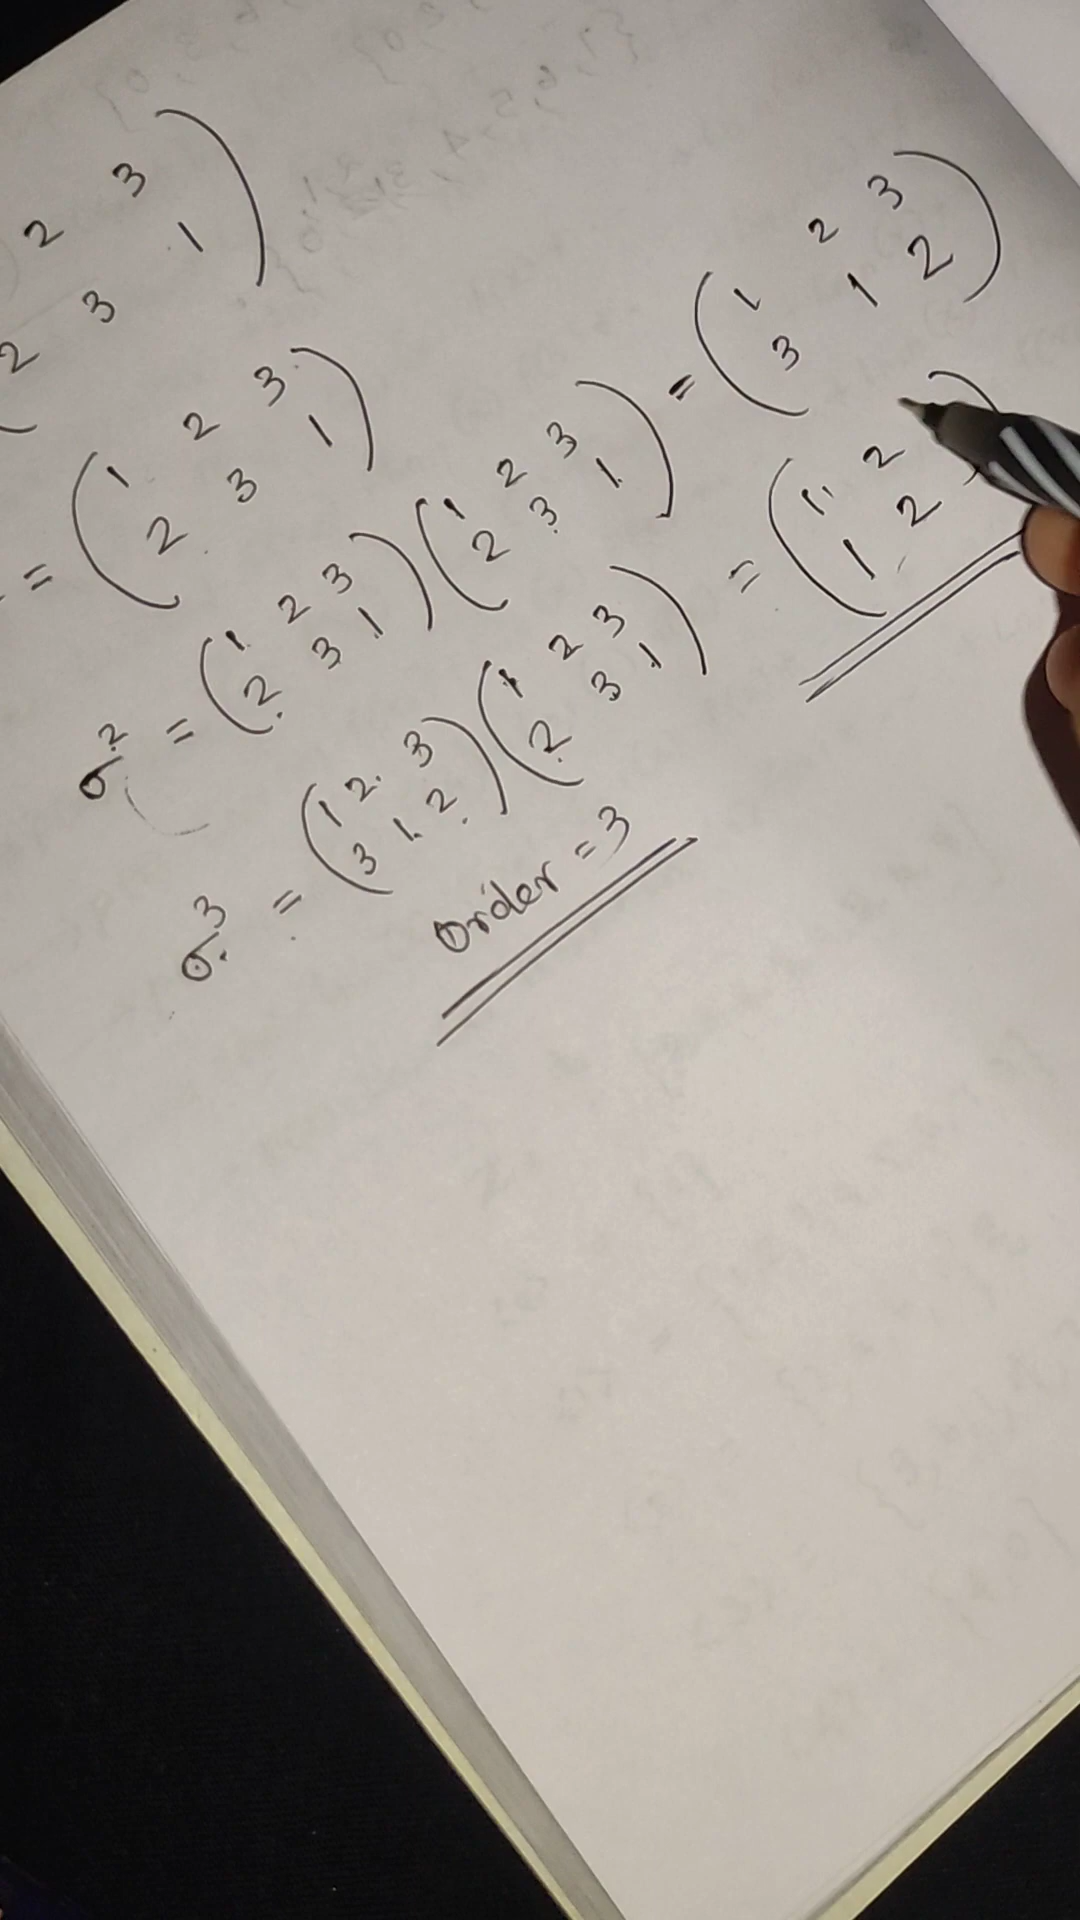 2 3
2 3 1
= ( 1 2 3
2 3 1 )
σ² = ( 1 2 3
2 3 1 ) ( 1 2 3
2 3 1 ) = ( 1 2 3
3 1 2 )
σ³ = ( 1 2 3
3 1 2 ) ( 1 2 3
2 3 1 ) = ( 1 2
1 2
Order = 3